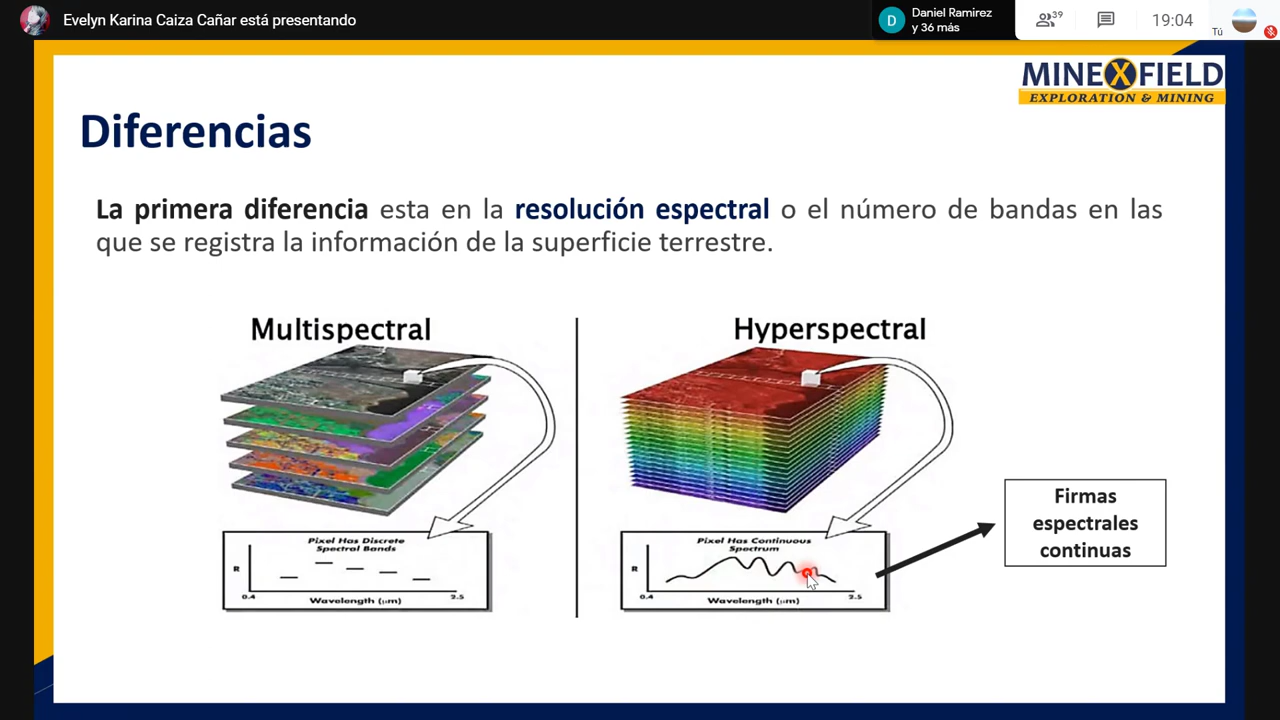 Evelyn Karina Caiza Cañar está presentando
D
Daniel Ramirez
y 36 más
39
19:04
Tú
MINEXFIELD
EXPLORATION & MINING
Diferencias
La primera diferencia esta en la resolución espectral o el número de bandas en las
que se registra la información de la superficie terrestre.
Multispectral
Pixel Has Discrete
Spectral Bands
R
0.4
Wavelength (μm)
2.5
Hyperspectral
Pixel Has Continuous
Spectrum
R
0.4
Wavelength (μm)
2.5
Firmas
espectrales
continuas